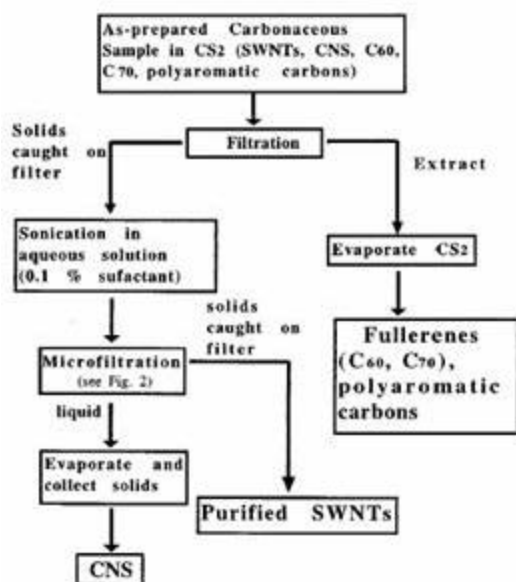 As-prepared Carbonaceous
Sample in CS2 (SWNTs, CNS, C60,
C70, polyaromatic carbons)
Filtration
Solids
caught on
filter
Extract
Sonication in
aqueous solution
(0.1 % sufactant)
Evaporate CS2
solids
caught on
filter
Microfiltration
(see Fig. 2)
Fullerenes
(C60, C70),
polyaromatic
carbons
liquid
Evaporate and
collect solids
Purified SWNTs
CNS